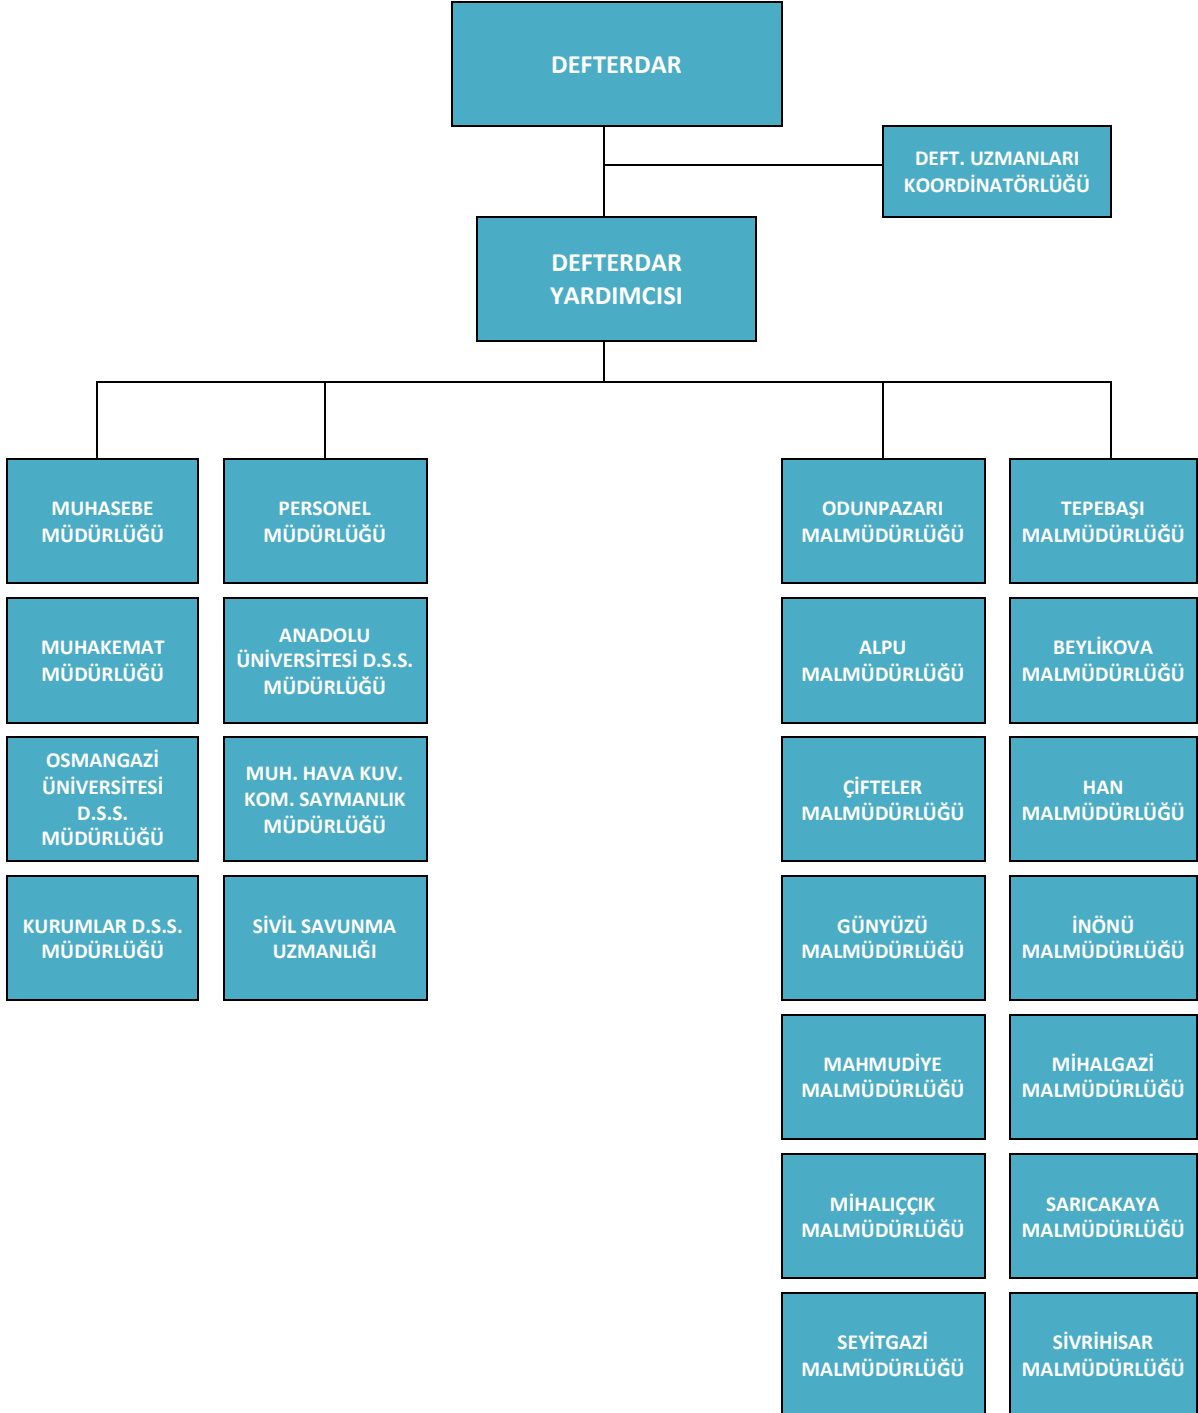 DEFTERDAR
DEFT. UZMANLARI
KOORDİNATÖRLÜĞÜ
DEFTERDAR
YARDIMCISI
MUHASEBE
MÜDÜRLÜĞÜ
PERSONEL
MÜDÜRLÜĞÜ
ODUNPAZARI
MALMÜDÜRLÜĞÜ
TEPEBAŞI
MALMÜDÜRLÜĞÜ
MUHAKEMAT
MÜDÜRLÜĞÜ
ANADOLU
ÜNİVERSİTESİ D.S.S.
MÜDÜRLÜĞÜ
ALPU
MALMÜDÜRLÜĞÜ
BEYLİKOVA
MALMÜDÜRLÜĞÜ
OSMANGAZİ
ÜNİVERSİTESİ
D.S.S.
MÜDÜRLÜĞÜ
MUH. HAVA KUV.
KOM. SAYMANLIK
MÜDÜRLÜĞÜ
ÇİFTELER
MALMÜDÜRLÜĞÜ
HAN
MALMÜDÜRLÜĞÜ
KURUMLAR D.S.S.
MÜDÜRLÜĞÜ
SİVİL SAVUNMA
UZMANLIĞI
GÜNYÜZÜ
MALMÜDÜRLÜĞÜ
İNÖNÜ
MALMÜDÜRLÜĞÜ
MAHMUDİYE
MALMÜDÜRLÜĞÜ
MİHALGAZİ
MALMÜDÜRLÜĞÜ
MİHALIÇÇIK
MALMÜDÜRLÜĞÜ
SARICAKAYA
MALMÜDÜRLÜĞÜ
SEYİTGAZİ
MALMÜDÜRLÜĞÜ
SİVRİHİSAR
MALMÜDÜRLÜĞÜ